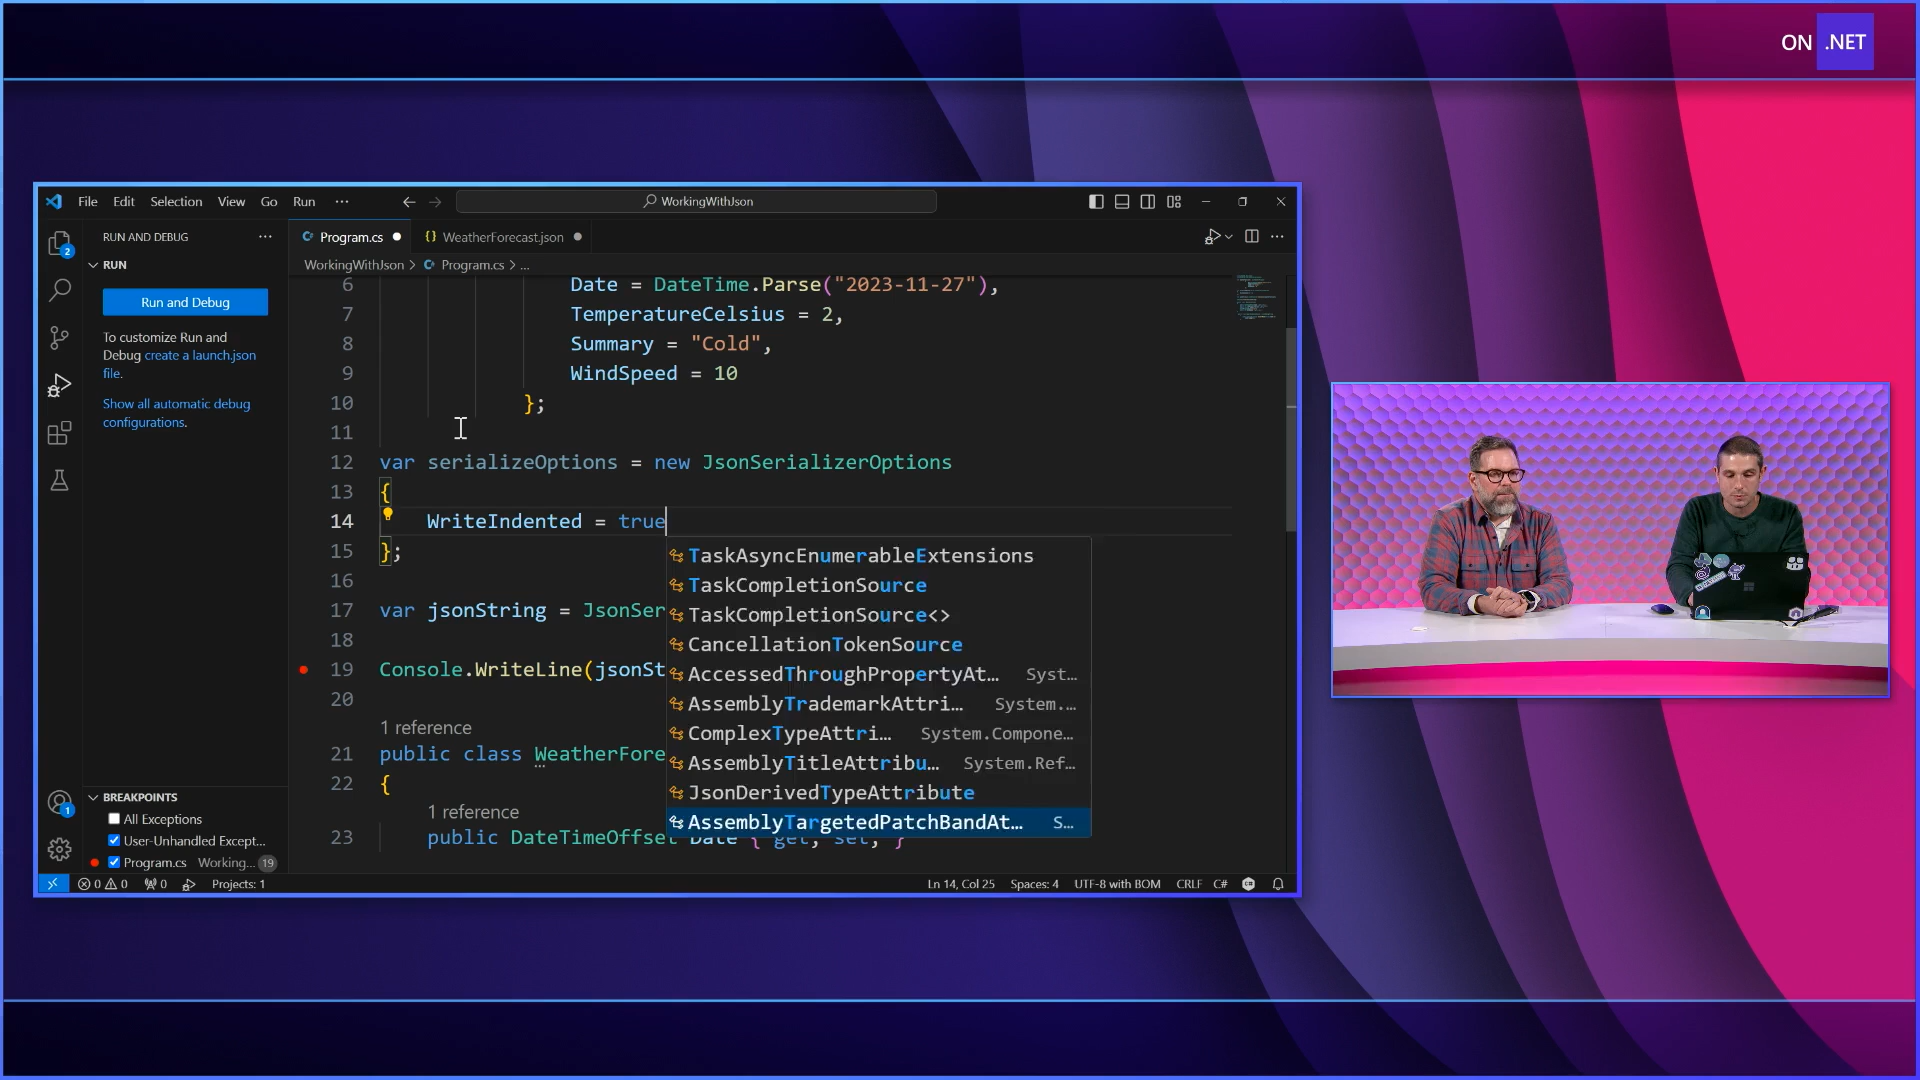 ON .NET
File Edit Selection View Go Run ··· WorkingWithJson
RUN AND DEBUG ···
RUN
Run and Debug
To customize Run and
Debug create a launch.json
file.
Show all automatic debug
configurations.
BREAKPOINTS
All Exceptions
User-Unhandled Except...
Program.cs Working... 19
2
1
Program.cs WeatherForecast.json
WorkingWithJson > Program.cs > ...
6 Date = DateTime.Parse("2023-11-27"),
7 TemperatureCelsius = 2,
8 Summary = "Cold",
9 WindSpeed = 10
10 };
11
12 var serializeOptions = new JsonSerializerOptions
13 {
14 WriteIndented = true
15 };
16
17 var jsonString = JsonSer
18
19 Console.WriteLine(jsonSt
20
1 reference
21 public class WeatherFore
22 {
1 reference
23 public DateTimeOffset Date { get; set; }
TaskAsyncEnumerableExtensions
TaskCompletionSource
TaskCompletionSource<>
CancellationTokenSource
AccessedThroughPropertyAt... Syst...
AssemblyTrademarkAttri... System....
ComplexTypeAttri... System.Compone...
AssemblyTitleAttribu... System.Ref...
JsonDerivedTypeAttribute
AssemblyTargetedPatchBandAt... S...
0 0 0 Projects: 1 Ln 14, Col 25 Spaces: 4 UTF-8 with BOM CRLF C#